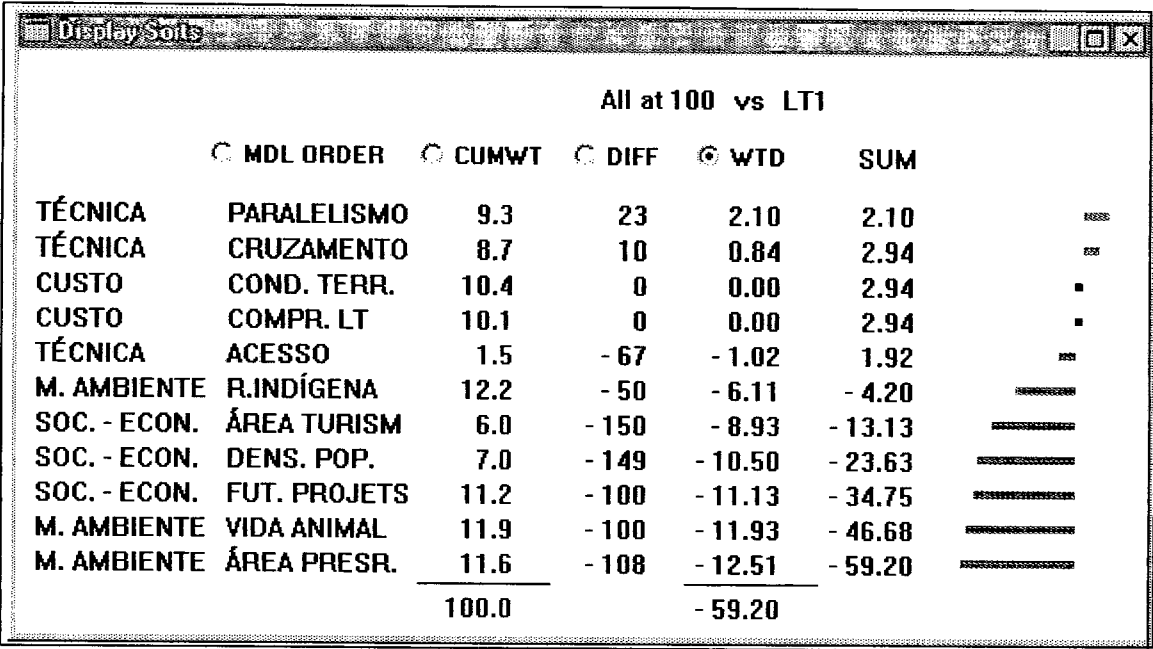 Display Sorts
All at 100 vs LT1
MDL ORDER CUMWT DIFF WTD SUM
TÉCNICA PARALELISMO 9.3 23 2.10 2.10
TÉCNICA CRUZAMENTO 8.7 10 0.84 2.94
CUSTO COND. TERR. 10.4 0 0.00 2.94
CUSTO COMPR. LT 10.1 0 0.00 2.94
TÉCNICA ACESSO 1.5 - 67 - 1.02 1.92
M. AMBIENTE R.INDÍGENA 12.2 - 50 - 6.11 - 4.20
SOC. - ECON. ÁREA TURISM 6.0 - 150 - 8.93 - 13.13
SOC. - ECON. DENS. POP. 7.0 - 149 - 10.50 - 23.63
SOC. - ECON. FUT. PROJETS 11.2 - 100 - 11.13 - 34.75
M. AMBIENTE VIDA ANIMAL 11.9 - 100 - 11.93 - 46.68
M. AMBIENTE ÁREA PRESR. 11.6 - 108 - 12.51 - 59.20
100.0 - 59.20